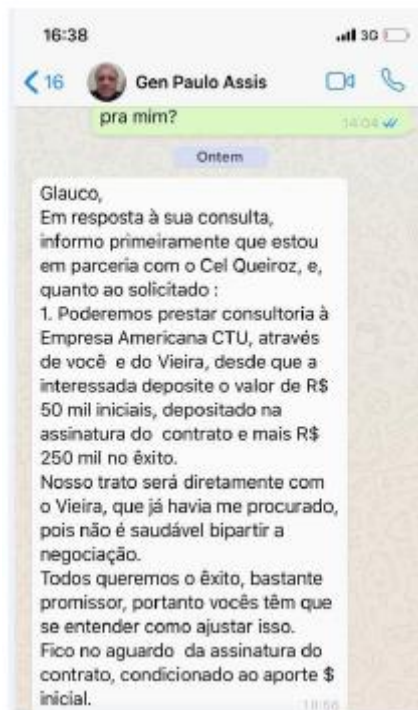 16:38
3G
16
Gen Paulo Assis
pra mim?
14:04
Ontem
Glauco,
Em resposta à sua consulta,
informo primeiramente que estou
em parceria com o Cel Queiroz, e,
quanto ao solicitado :
1. Poderemos prestar consultoria à
Empresa Americana CTU, através
de você e do Vieira, desde que a
interessada deposite o valor de R$
50 mil iniciais, depositado na
assinatura do contrato e mais R$
250 mil no êxito.
Nosso trato será diretamente com
o Vieira, que já havia me procurado,
pois não é saudável bipartir a
negociação.
Todos queremos o êxito, bastante
promissor, portanto vocês têm que
se entender como ajustar isso.
Fico no aguardo da assinatura do
contrato, condicionado ao aporte $
inicial.